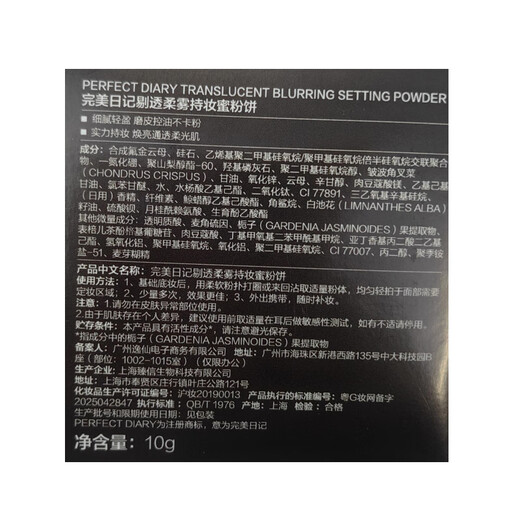 PERFECT DIARY TRANSLUCENT BLURRING SETTING POWDER
完美日记剔透柔雾持妆蜜粉饼
细腻轻盈 磨皮控油不卡粉
实力持妆 焕亮通透柔光肌
成分：合成氟金云母、硅石、乙烯基聚二甲基硅氧烷/聚甲基硅氧烷倍半硅氧烷交联聚合
物、一氮化硼、聚山梨醇酯-60、羟基磷灰石、聚二甲基硅氧烷醇、皱波角叉菜
(CHONDRUS CRISPUS)、甘油、氧化锌、云母、辛甘醇、肉豆蔻酸镁、乙基己基
甘油、氯苯甘醚、水、水杨酸乙基己酯、二氧化钛、CI 77891、三乙氧基辛基硅烷、
(日用)香精、纤维素、鲸蜡醇乙基己酸酯、角鲨烷、白池花(LIMNANTHES ALBA)
籽油、硫酸钡、月桂酰赖氨酸、生育酚乙酸酯
其他微量成分：透明质酸、麦角硫因、栀子(GARDENIA JASMINOIDES)果提取物、
表棓儿茶酚棓基葡糖苷、肉豆蔻酸、丁基甲氧基二苯甲酰基甲烷、亚丁香基丙二酸二乙基
己酯、氢氧化铝、聚甲基硅氧烷、氧化铝、聚二甲基硅氧烷、CI 77007、丙二醇、聚季铵
盐-51、麦芽糊精
产品中文名称：完美日记剔透柔雾持妆蜜粉饼
使用方法：1、基础底妆后，用柔软粉扑打圈或来回沾取适量粉体，均匀轻拍于面部需要
定妆区域；2、少量多次，效果更佳；3、外出携带，随时补妆。
注意：1.请勿在皮肤异常部位使用。
2.由于肌肤存在个人差异，建议使用前取适量在耳后做敏感性测试，如有不适请停用。
贮存条件：本产品具有活性成分*，请注意避光保存。
*指成分中的栀子(GARDENIA JASMINOIDES)果提取物
备案人：广州逸仙电子商务有限公司 地址：广州市海珠区新港西路135号中大科技园B
座（部位：1002-1015室）（仅限办公）
生产企业：上海臻信生物科技有限公司
地址：上海市奉贤区庄行镇叶庄公路121号
化妆品生产许可证编号：沪妆20190013 产品执行的标准编号：粤G妆网备字
2025042847 执行标准：QB/T 1976 产地：上海 检验：合格
生产批号和限期使用日期：见包装
PERFECT DIARY为注册商标，意为完美日记
净含量：10g